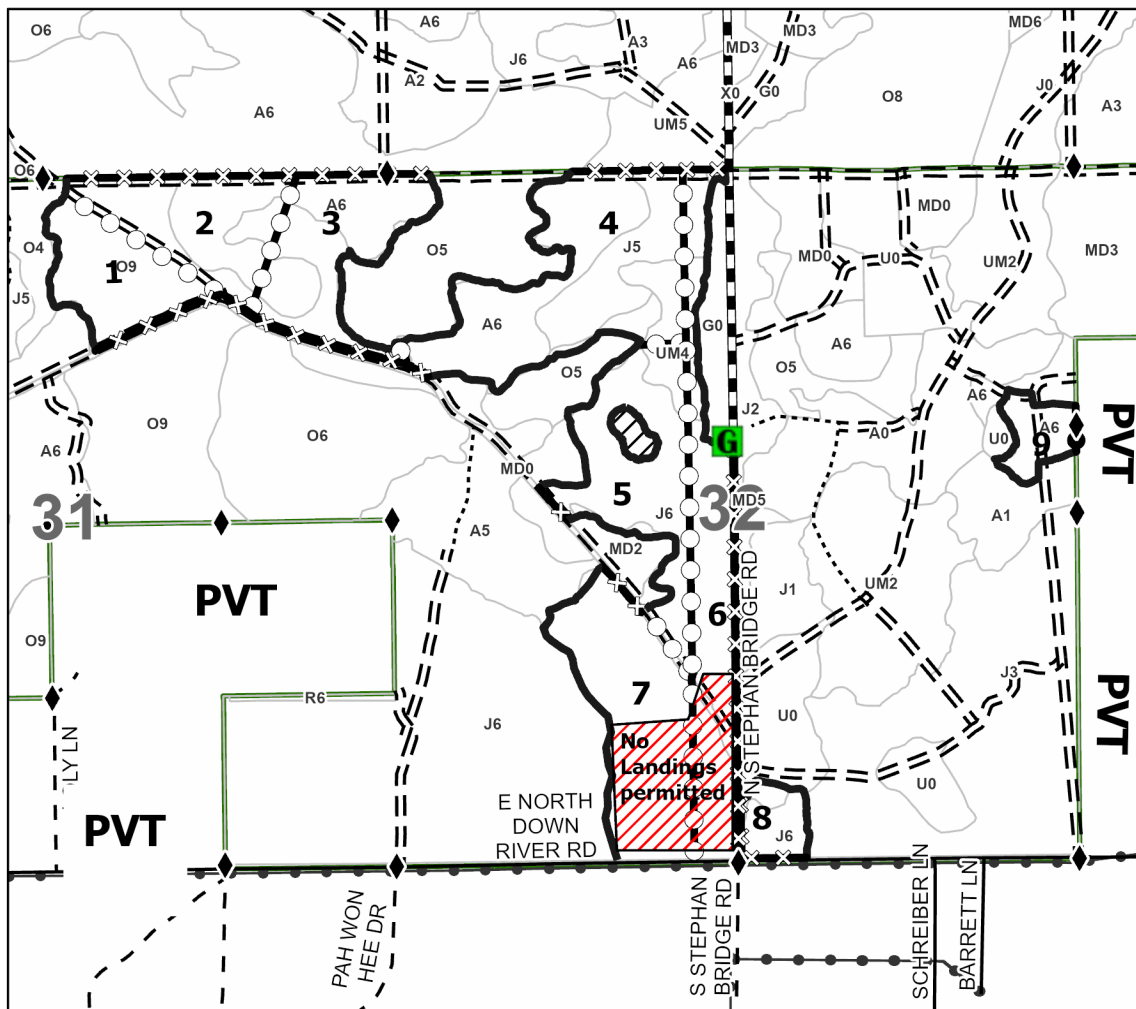 O6
A6
A3
MD3
MD3
MD6
J6
A6
A2
X0
G0
O8
J0
A3
A6
UM5
O6
2
A6
3
4
MD0
O4
O5
J5
MD0
U0
UM2
MD3
1
O9
J5
G0
A6
UM4
A6
O5
O5
J2
A6
O9
O6
A0
G
U0
A6
9
PVT
A6
MD0
5
31
32
MD5
J6
A1
A5
MD2
UM2
PVT
J1
6
N STEPHAN BRIDGE RD
O9
R6
7
J3
PVT
J6
U0
No
Landings
permitted
U0
LY LN
E NORTH
DOWN
RIVER RD
8
J6
PVT
PAH WON
HEE DR
S STEPHAN
BRIDGE RD
SCHREIBER LN
BARRETT LN